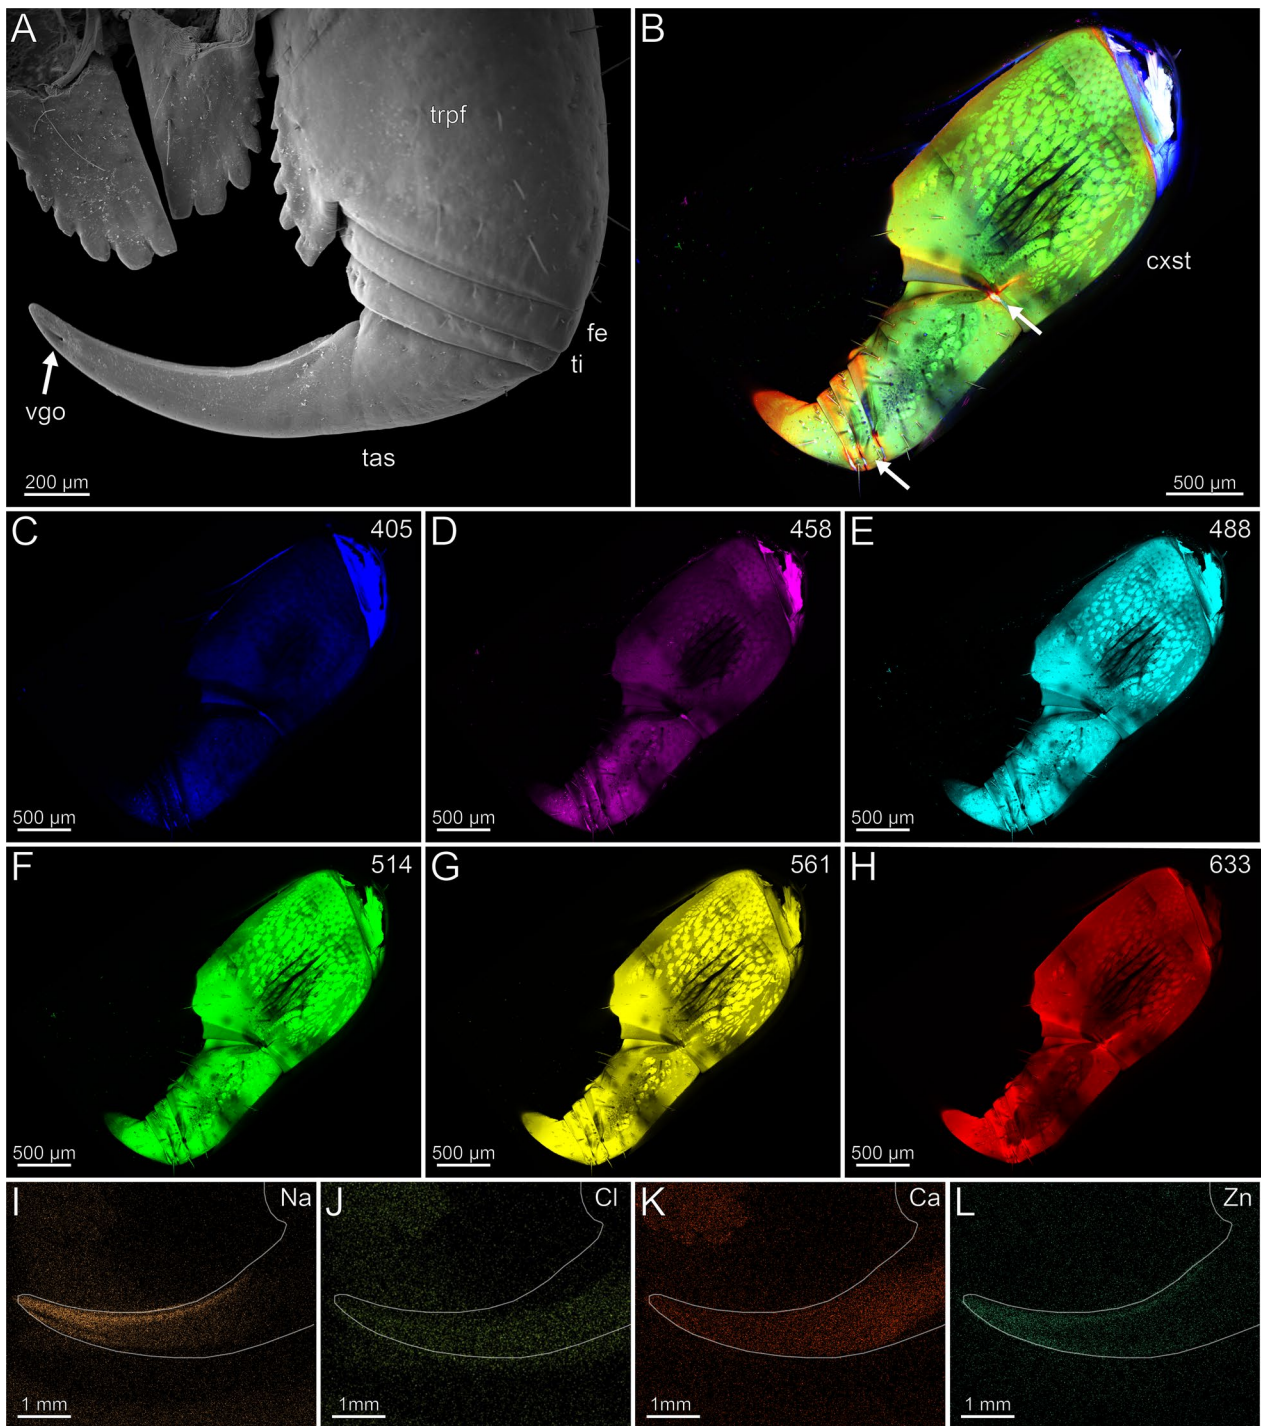 A
trpf
fe
ti
vgo
tas
200 µm
B
cxst
500 µm
C 405
500 µm
D 458
500 µm
E 488
500 µm
F 514
500 µm
G 561
500 µm
H 633
500 µm
I Na
1 mm
J Cl
1mm
K Ca
1mm
L Zn
1 mm